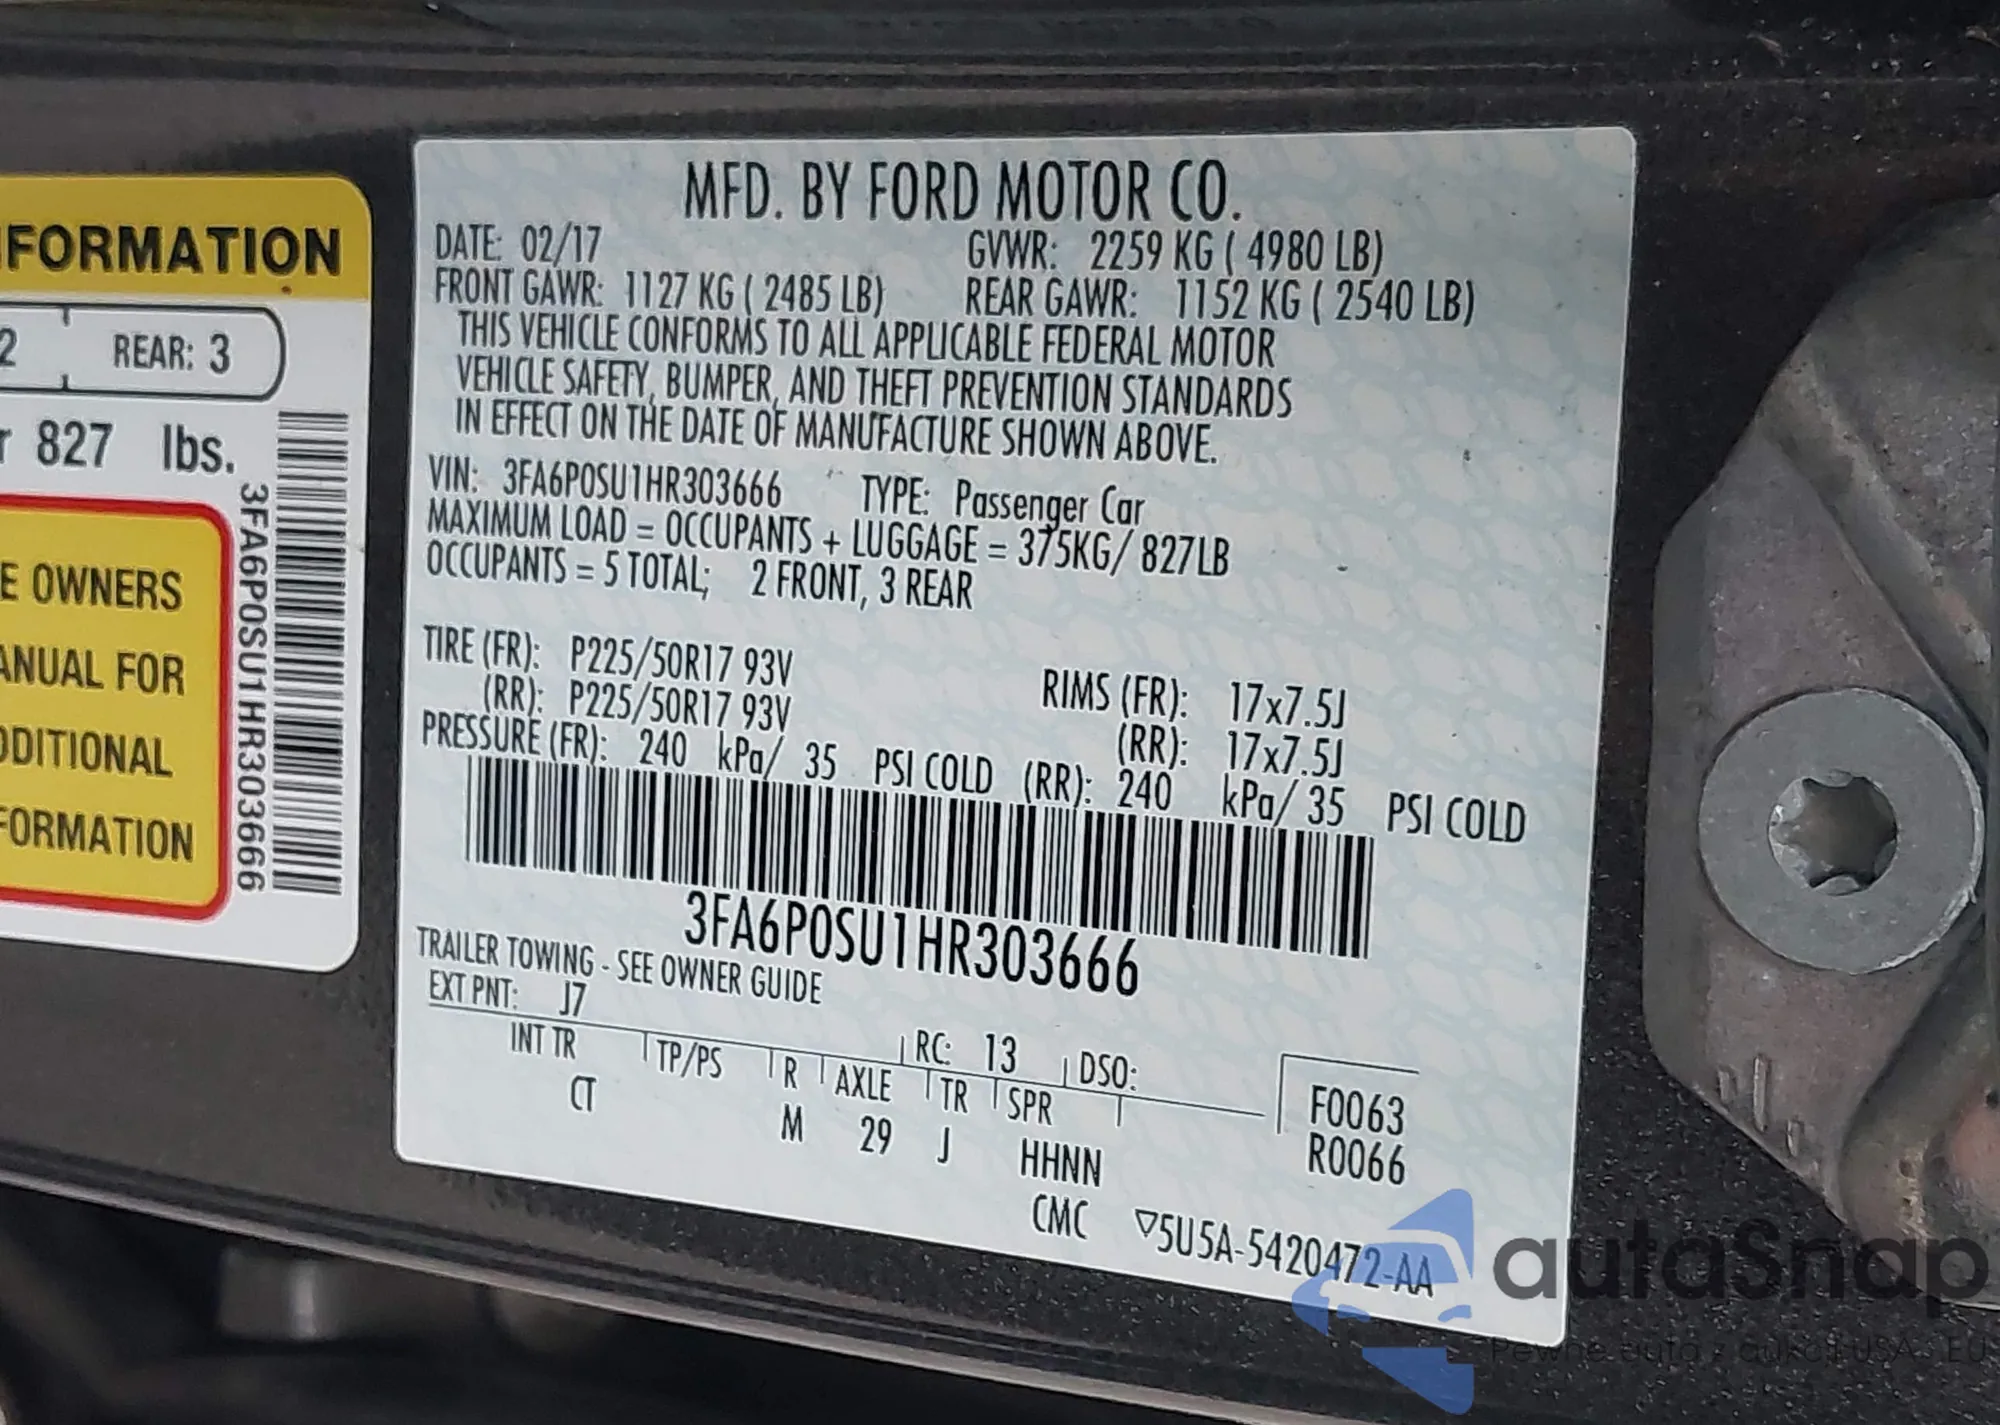 FORMATION
2 REAR: 3
827 lbs.
3FA6P0SU1HR303666
E OWNERS
ANUAL FOR
DDITIONAL
FORMATION
MFD. BY FORD MOTOR CO.
DATE: 02/17 GVWR: 2259 KG ( 4980 LB)
FRONT GAWR: 1127 KG ( 2485 LB) REAR GAWR: 1152 KG ( 2540 LB)
THIS VEHICLE CONFORMS TO ALL APPLICABLE FEDERAL MOTOR
VEHICLE SAFETY, BUMPER, AND THEFT PREVENTION STANDARDS
IN EFFECT ON THE DATE OF MANUFACTURE SHOWN ABOVE.
VIN: 3FA6P0SU1HR303666 TYPE: Passenger Car
MAXIMUM LOAD = OCCUPANTS + LUGGAGE = 375KG/ 827LB
OCCUPANTS = 5 TOTAL; 2 FRONT, 3 REAR
TIRE (FR): P225/50R17 93V RIMS (FR): 17x7.5J
(RR): P225/50R17 93V (RR): 17x7.5J
PRESSURE (FR): 240 kPa/ 35 PSI COLD (RR): 240 kPa/ 35 PSI COLD
3FA6P0SU1HR303666
TRAILER TOWING - SEE OWNER GUIDE
EXT PNT: J7 RC: 13 DSO:
INT TR TP/PS R AXLE TR SPR F0063
CT M 29 J HHNN R0066
CMC ▽5U5A-5420472-AA
autaSnap
Pewne auta z aukcji USA i EU